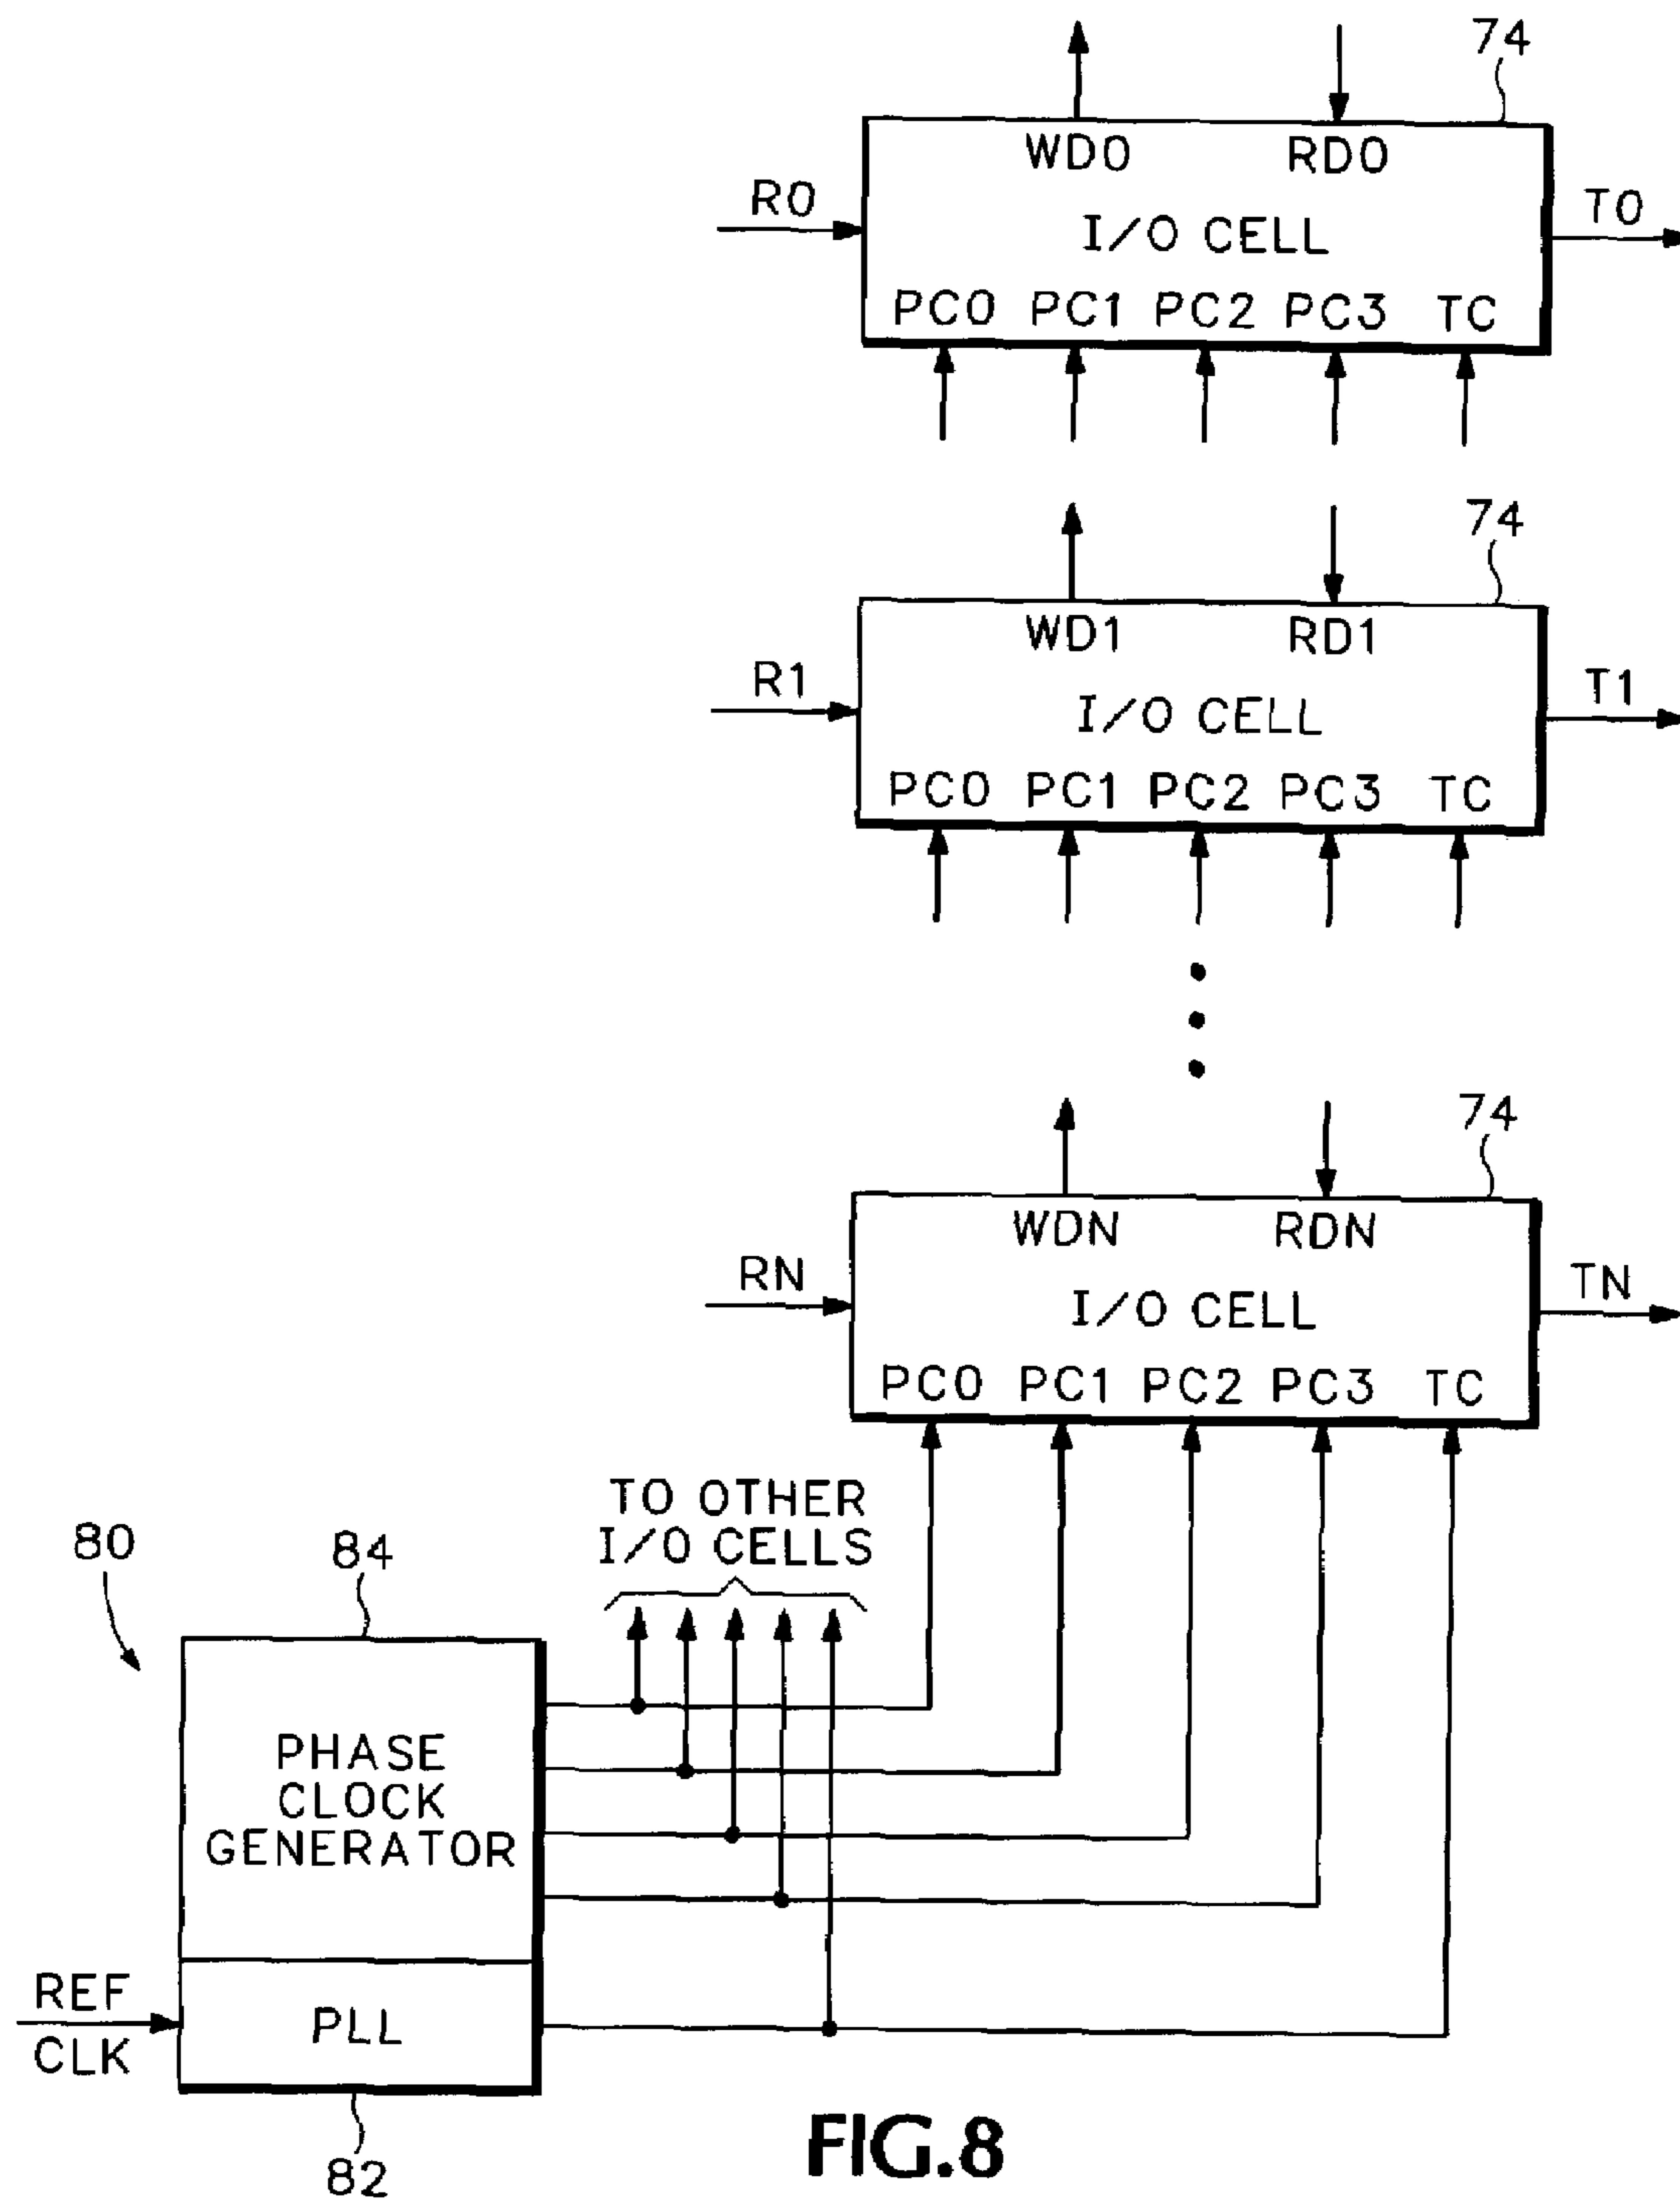 74
WD0 RD0
R0
T0
I/O CELL
PC0 PC1 PC2 PC3 TC
74
WD1 RD1
R1
T1
I/O CELL
PC0 PC1 PC2 PC3 TC
74
WDN RDN
RN
TN
I/O CELL
PC0 PC1 PC2 PC3 TC
TO OTHER
I/O CELLS
80
84
PHASE
CLOCK
GENERATOR
REF
CLK
PLL
82
FIG.8